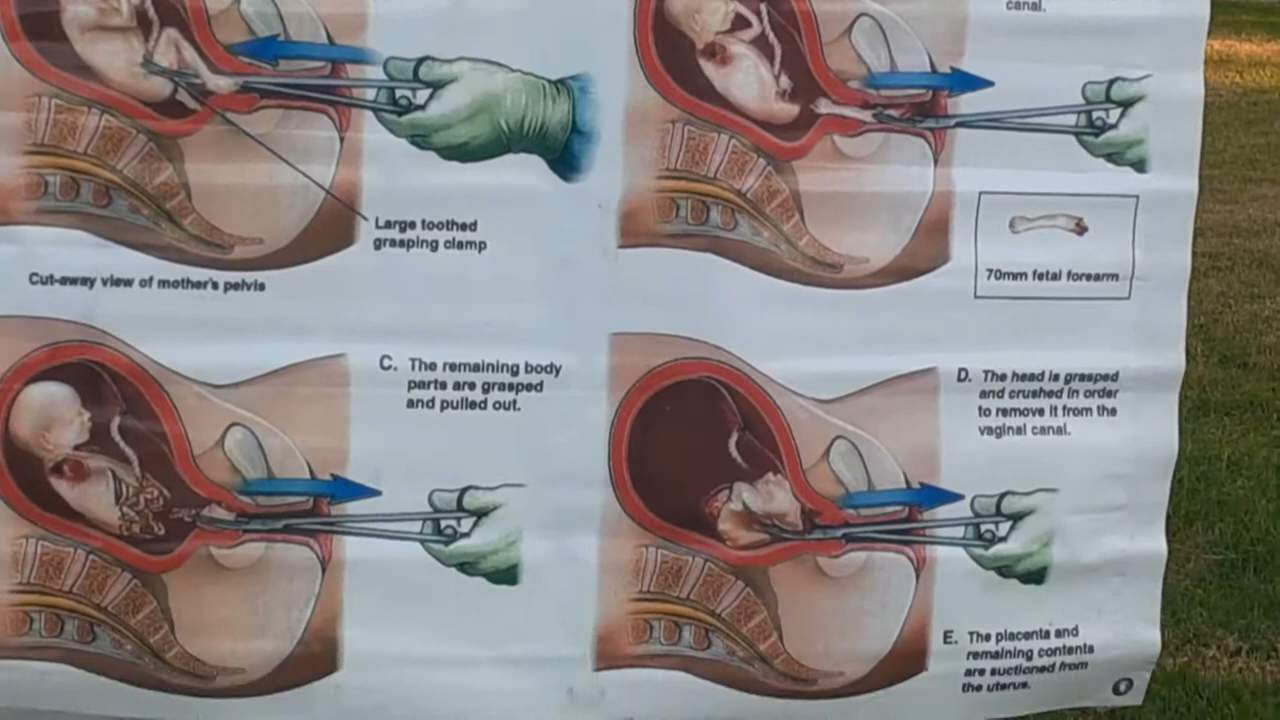 canal.
Large toothed
grasping clamp
70mm fetal forearm
Cut-away view of mother's pelvis
C. The remaining body
parts are grasped
and pulled out.
D. The head is grasped
and crushed in order
to remove it from the
vaginal canal.
E. The placenta and
remaining contents
are suctioned from
the uterus.